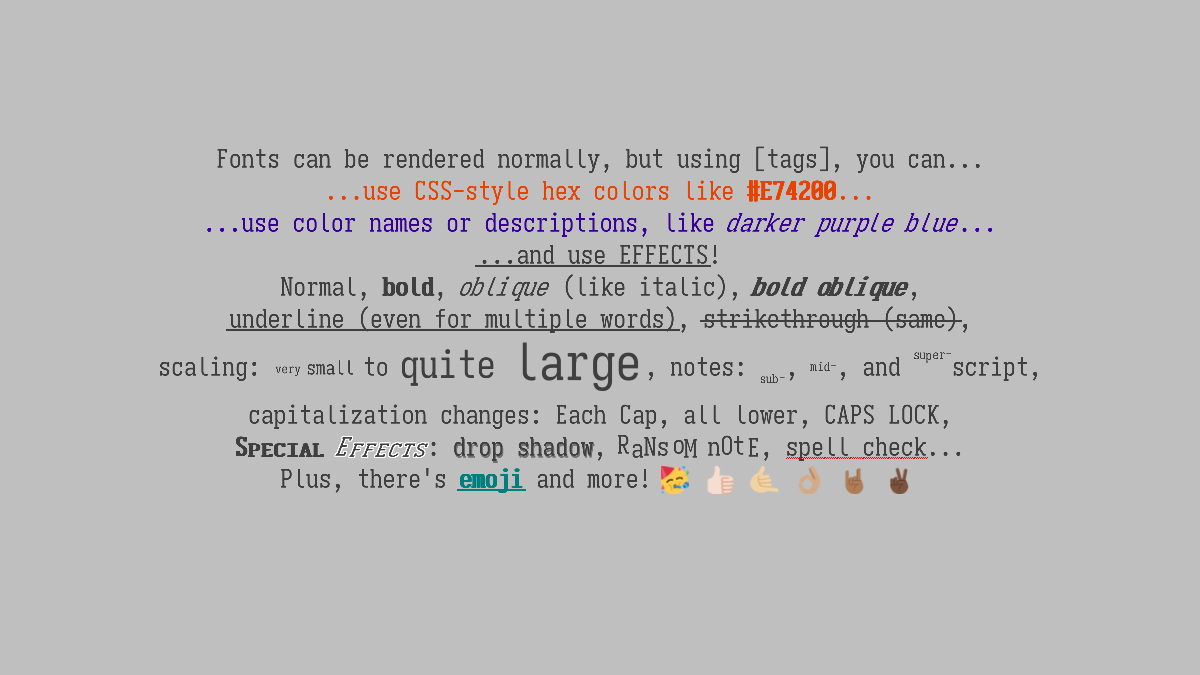 Fonts can be rendered normally, but using [tags], you can...
...use CSS-style hex colors like #E74200...
...use color names or descriptions, like darker purple blue...
...and use EFFECTS!
Normal, bold, oblique (like italic), bold oblique,
underline (even for multiple words), strikethrough (same),
scaling: very small to quite large, notes: sub-, mid-, and super-script,
capitalization changes: Each Cap, all lower, CAPS LOCK,
Special Effects: drop shadow, RaNsoM nOtE, spell check...
Plus, there's emoji and more! 🥳 👍🏻 🤙🏼 👌🏽 🤘🏾 ✌🏿